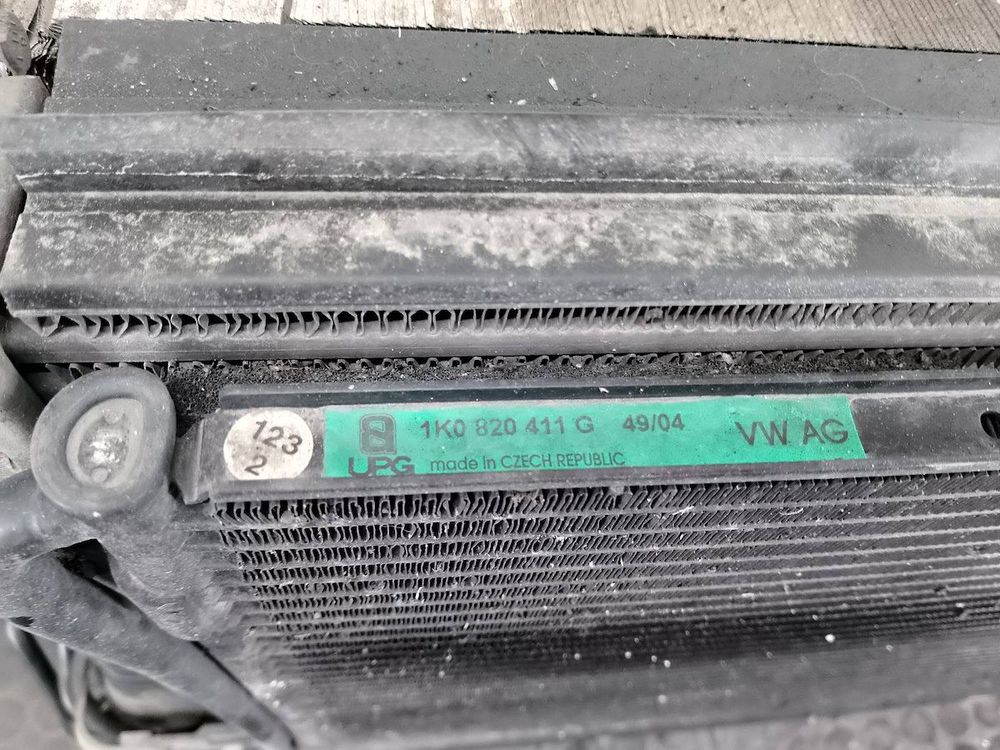 123
2
1K0 820 411 G 49/04
VW AG
UPG made in CZECH REPUBLIC